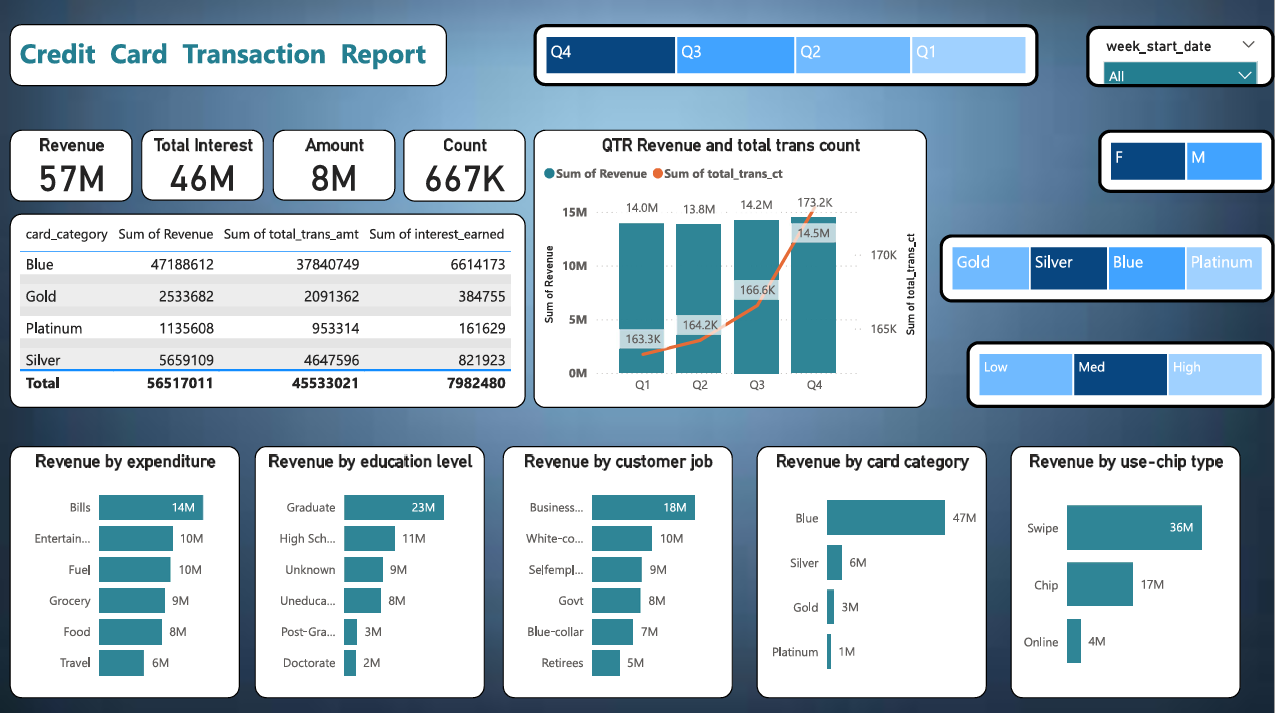 Credit Card Transaction Report
Q4 Q3 Q2 Q1
week_start_date
All
Revenue
57M
Total Interest
46M
Amount
8M
Count
667K
F M
Gold Silver Blue Platinum
Low Med High
card_category Sum of Revenue Sum of total_trans_amt Sum of interest_earned
Blue 47188612 37840749 6614173
Gold 2533682 2091362 384755
Platinum 1135608 953314 161629
Silver 5659109 4647596 821923
Total 56517011 45533021 7982480
QTR Revenue and total trans count
Sum of Revenue Sum of total_trans_ct
Sum of Revenue
15M
10M
5M
0M
14.0M 13.8M 14.2M 14.5M
163.3K 164.2K 166.6K 173.2K
170K
165K
Sum of total_trans_ct
Q1 Q2 Q3 Q4
Revenue by expenditure
Bills 14M
Entertain... 10M
Fuel 10M
Grocery 9M
Food 8M
Travel 6M
Revenue by education level
Graduate 23M
High Sch... 11M
Unknown 9M
Uneduca... 8M
Post-Gra... 3M
Doctorate 2M
Revenue by customer job
Business... 18M
White-co... 10M
Selfempl... 9M
Govt 8M
Blue-collar 7M
Retirees 5M
Revenue by card category
Blue 47M
Silver 6M
Gold 3M
Platinum 1M
Revenue by use-chip type
Swipe 36M
Chip 17M
Online 4M